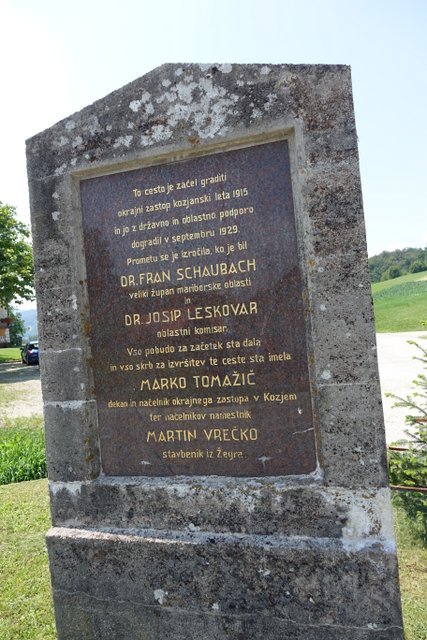 To cesto je začel graditi
okrajni zastop kozjanski leta 1915
in jo z državno in oblastno podporo
dogradil v septembru 1929.
Prometu se je izročila, ko je bil
DR. FRAN SCHAUBACH
veliki župan mariborske oblasti
in
DR. JOSIP LESKOVAR
oblastni komisar.
Vso pobudo za začetek sta dala
in vso skrb za izvršitev te ceste sta imela
MARKO TOMAŽIČ
dekan in načelnik okrajnega zastopa v Kozjem
ter načelnikov namestnik
MARTIN VREČKO
stavbenik iz Žegra